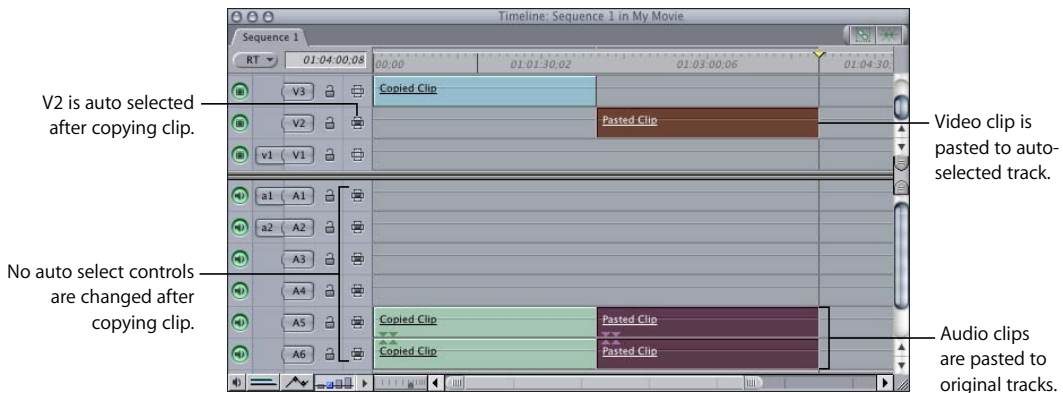 Timeline: Sequence 1 in My Movie
Sequence 1
RT
01:04:00;08
00;00
01:01:30;02
01:03:00;06
01:04:30;
V3
Copied Clip
V2 is auto selected
after copying clip.
V2
Pasted Clip
Video clip is
pasted to auto-
selected track.
v1
V1
a1
A1
a2
A2
A3
No auto select controls
are changed after
copying clip.
A4
A5
Copied Clip
Pasted Clip
A6
Copied Clip
Pasted Clip
Audio clips
are pasted to
original tracks.